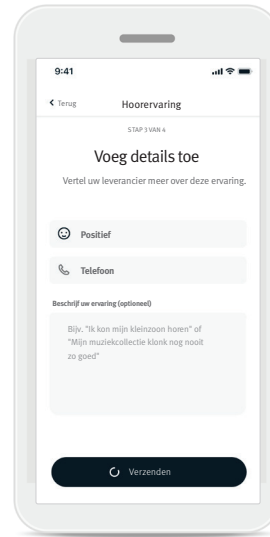 9:41
Terug
Hoorervaring
STAP 3 VAN 4
Voeg details toe
Vertel uw leverancier meer over deze ervaring.
Positief
Telefoon
Beschrijf uw ervaring (optioneel)
Bijv. "Ik kon mijn kleinzoon horen" of
"Mijn muziekcollectie klonk nog nooit
zo goed"
Verzenden